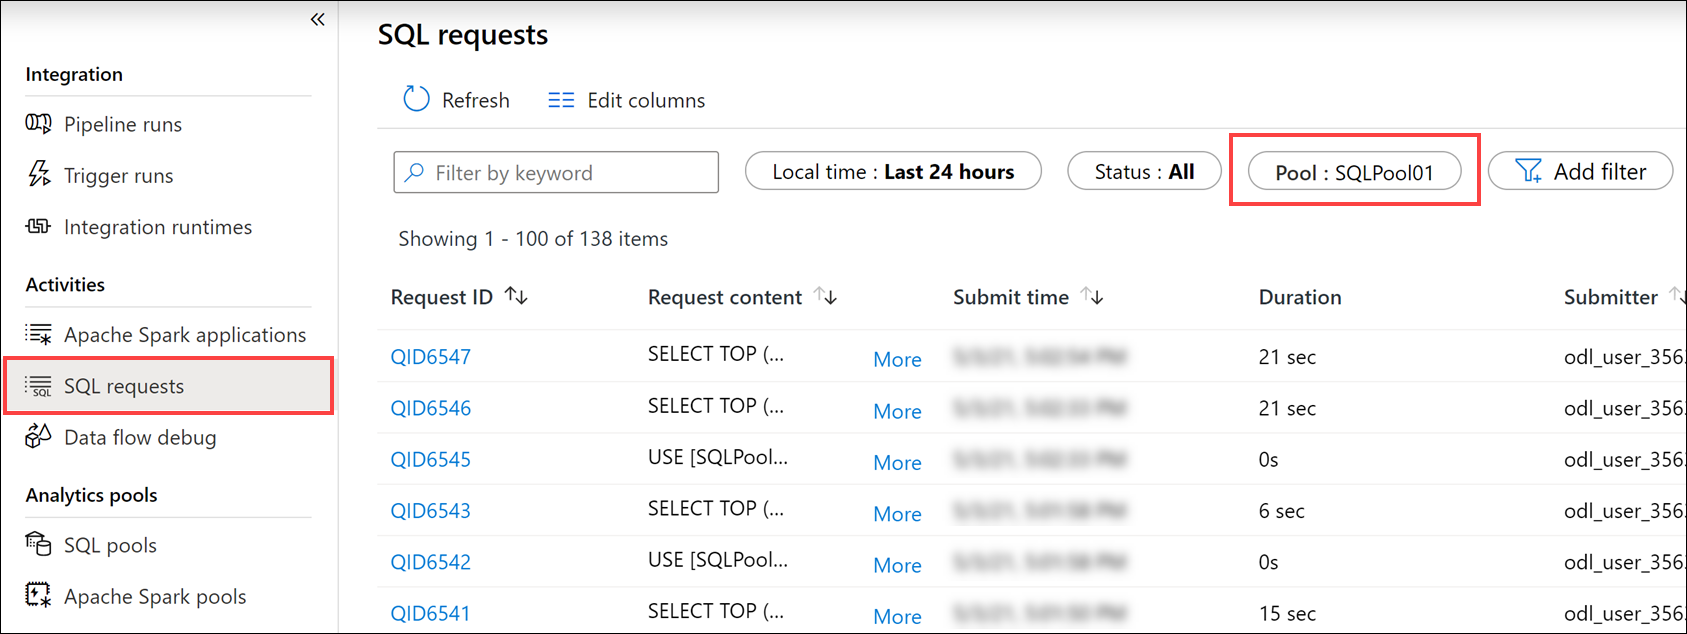 «
Integration
Pipeline runs
Trigger runs
Integration runtimes
Activities
Apache Spark applications
SQL requests
Data flow debug
Analytics pools
SQL pools
Apache Spark pools
SQL requests
Refresh Edit columns
Filter by keyword Local time : Last 24 hours Status : All Pool : SQLPool01 Add filter
Showing 1 - 100 of 138 items
Request ID Request content Submit time Duration Submitter
QID6547 SELECT TOP (... More 21 sec odl_user_356
QID6546 SELECT TOP (... More 21 sec odl_user_356
QID6545 USE [SQLPool... More 0s odl_user_356
QID6543 SELECT TOP (... More 6 sec odl_user_356
QID6542 USE [SQLPool... More 0s odl_user_356
QID6541 SELECT TOP (... More 15 sec odl_user_356